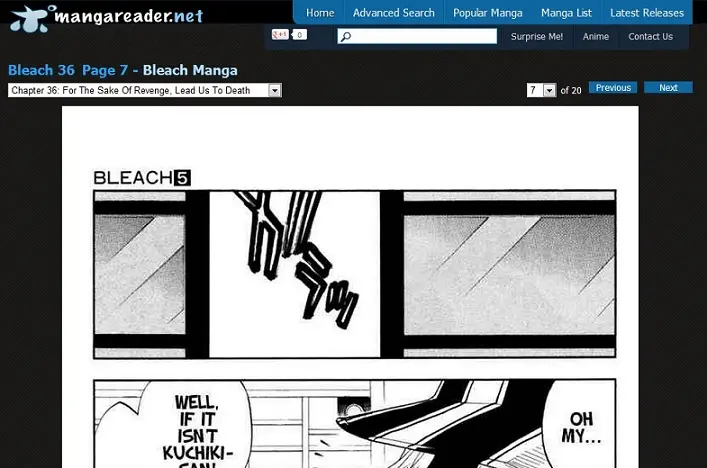 mangareader.net
Home Advanced Search Popular Manga Manga List Latest Releases
g+1 0 Surprise Me! Anime Contact Us
Bleach 36 Page 7 - Bleach Manga
Chapter 36: For The Sake Of Revenge, Lead Us To Death 7 of 20 Previous Next
BLEACH 5
WELL,
IF IT
ISN'T
KUCHIKI-
SAN!
OH
MY...